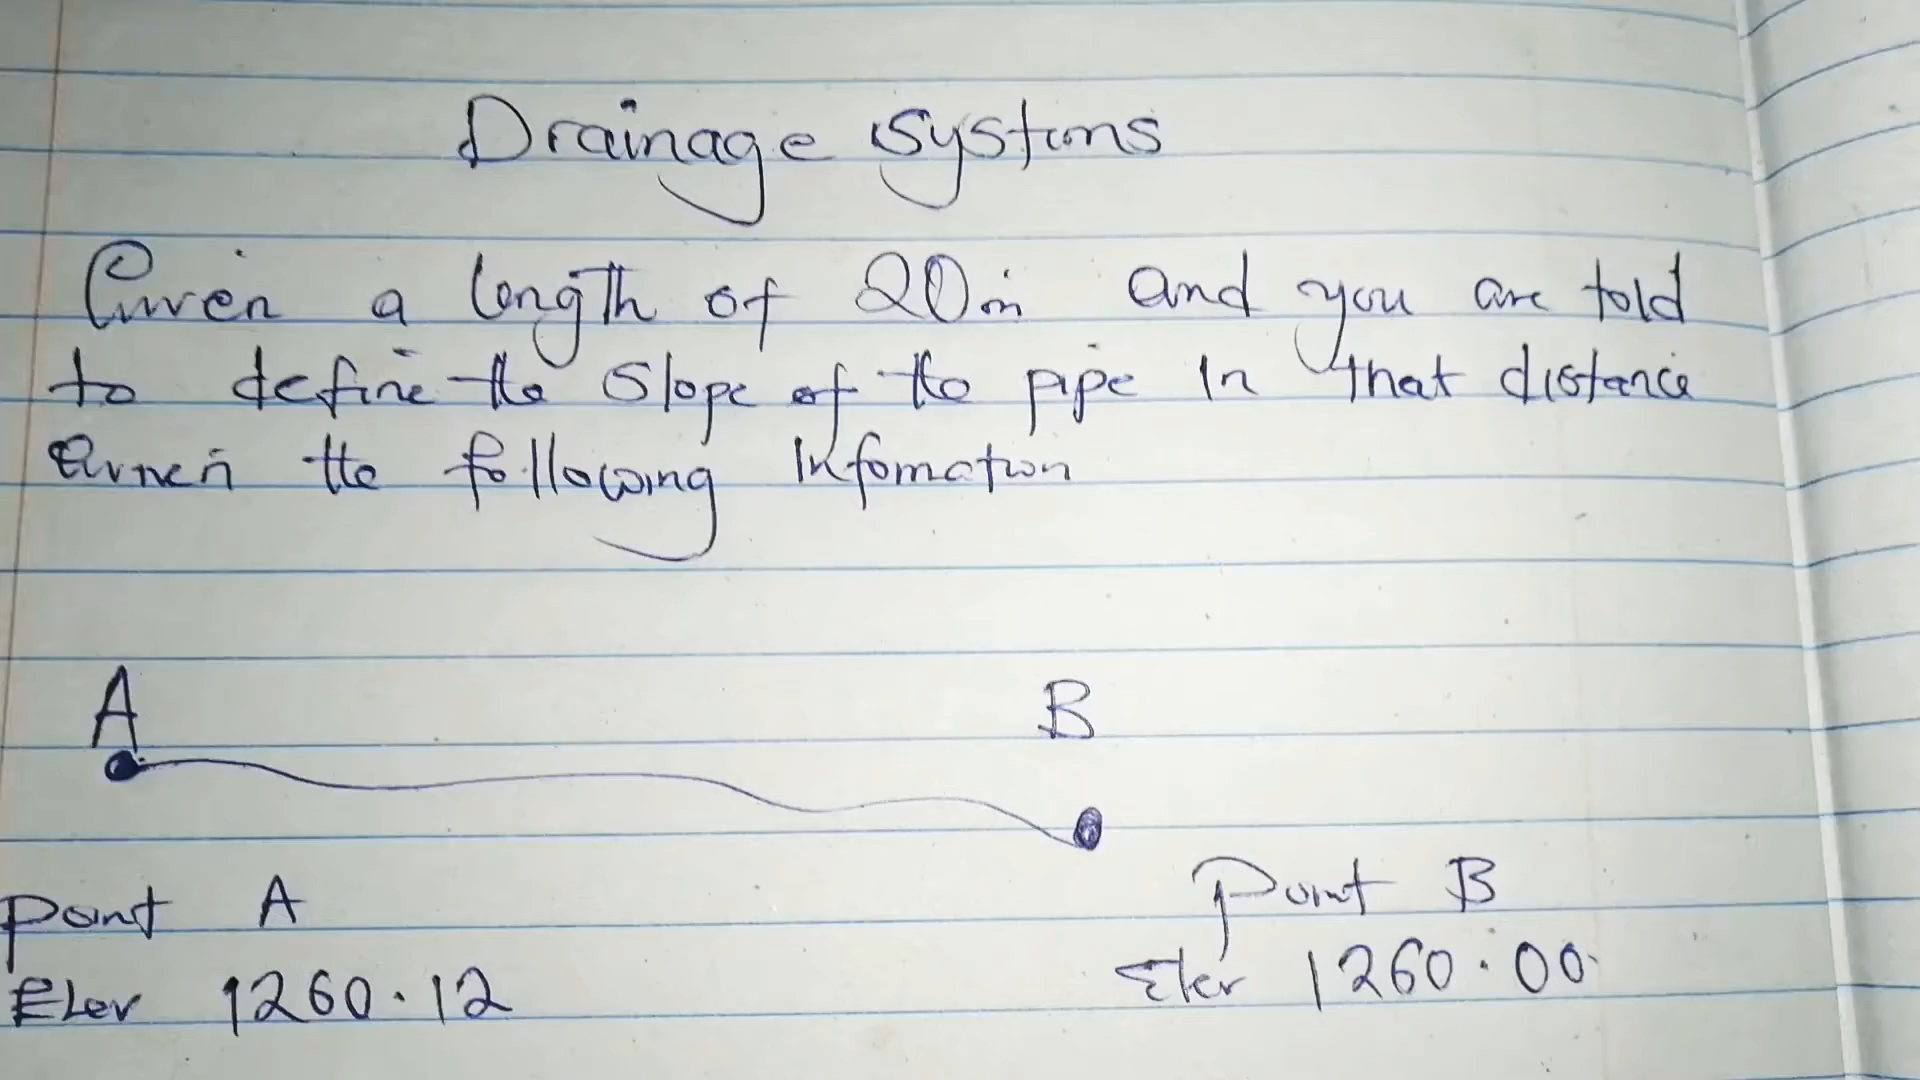 Drainage Systems
Given a length of 20m and you are told
to define the slope of the pipe in that distance
Given the following Infomation
A
B
Point A
Point B
Elev 1260.12
Elev 1260.00